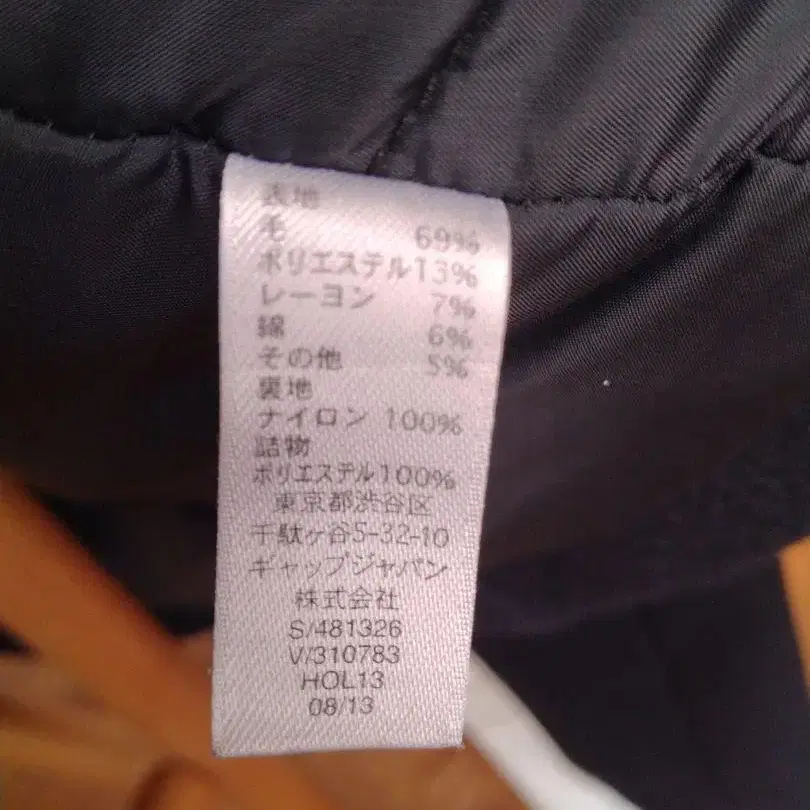 表地
毛 69%
ポリエステル13%
レーヨン 7%
綿 6%
その他 5%
裏地
ナイロン 100%
詰物
ポリエステル100%
東京都渋谷区
千駄ヶ谷5-32-10
ギャップジャパン
株式会社
S/481326
V/310783
HOL13
08/13